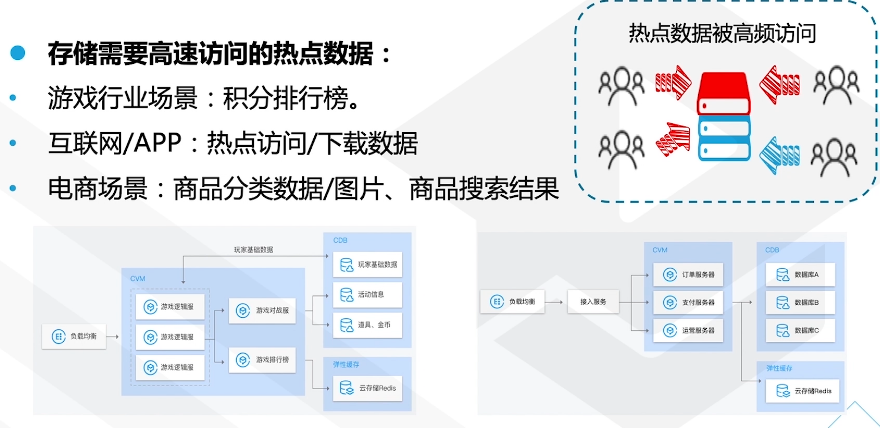 热点数据被高频访问
存储需要高速访问的热点数据：
游戏行业场景：积分排行榜。
互联网/APP：热点访问/下载数据
电商场景：商品分类数据/图片、商品搜索结果
玩家基础数据
CDB
玩家基础数据
活动信息
道具、金币
CVM
游戏逻辑服
游戏逻辑服
游戏逻辑服
游戏对战服
游戏排行榜
负载均衡
弹性缓存
云存储Redis
CVM
订单服务器
支付服务器
运营服务器
CDB
数据库A
数据库B
数据库C
负载均衡
接入服务
弹性缓存
云存储Redis